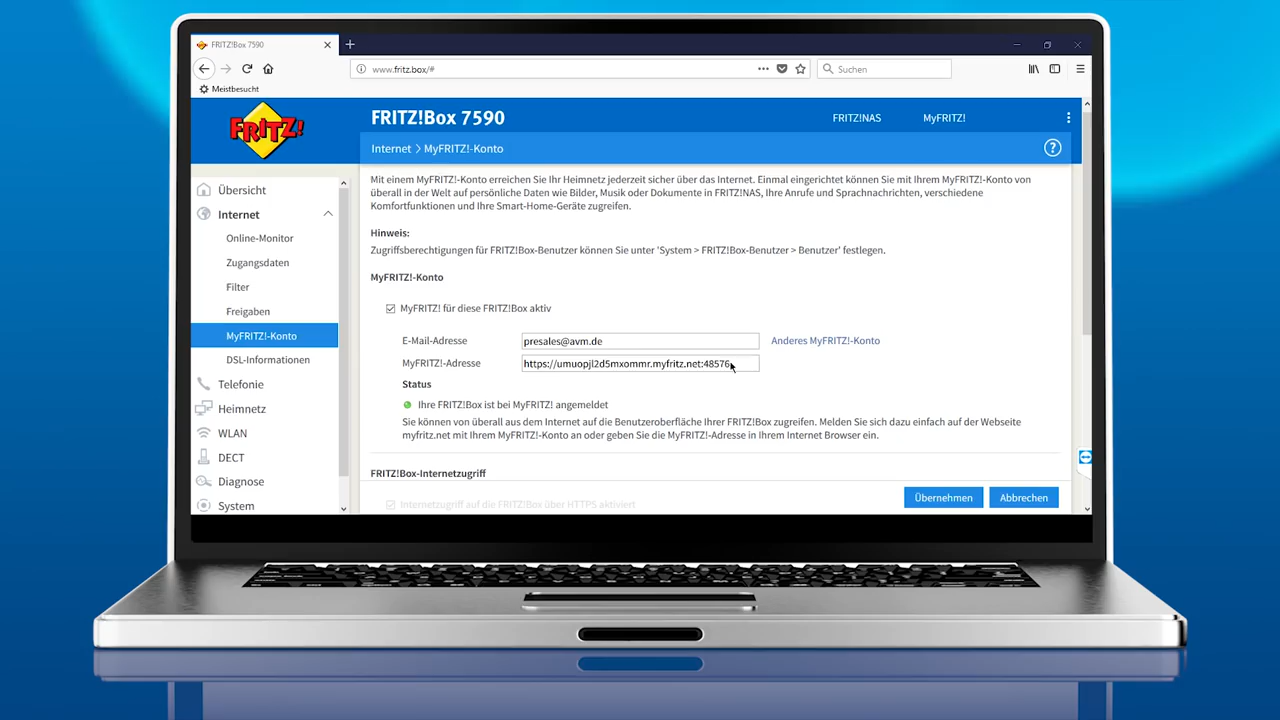 FRITZ!Box 7590
www.fritz.box/#
Suchen
Meistbesucht
FRITZ!
FRITZ!Box 7590
FRITZ!NAS
MyFRITZ!
Internet > MyFRITZ!-Konto
Übersicht
Internet
Online-Monitor
Zugangsdaten
Filter
Freigaben
MyFRITZ!-Konto
DSL-Informationen
Telefonie
Heimnetz
WLAN
DECT
Diagnose
System
Mit einem MyFRITZ!-Konto erreichen Sie Ihr Heimnetz jederzeit sicher über das Internet. Einmal eingerichtet können Sie mit Ihrem MyFRITZ!-Konto von
überall in der Welt auf persönliche Daten wie Bilder, Musik oder Dokumente in FRITZ!NAS, Ihre Anrufe und Sprachnachrichten, verschiedene
Komfortfunktionen und Ihre Smart-Home-Geräte zugreifen.
Hinweis:
Zugriffsberechtigungen für FRITZ!Box-Benutzer können Sie unter 'System > FRITZ!Box-Benutzer > Benutzer' festlegen.
MyFRITZ!-Konto
MyFRITZ! für diese FRITZ!Box aktiv
E-Mail-Adresse presales@avm.de Anderes MyFRITZ!-Konto
MyFRITZ!-Adresse https://umuopjl2d5mxommr.myfritz.net:48576
Status
Ihre FRITZ!Box ist bei MyFRITZ! angemeldet
Sie können von überall aus dem Internet auf die Benutzeroberfläche Ihrer FRITZ!Box zugreifen. Melden Sie sich dazu einfach auf der Webseite
myfritz.net mit Ihrem MyFRITZ!-Konto an oder geben Sie die MyFRITZ!-Adresse in Ihrem Internet Browser ein.
FRITZ!Box-Internetzugriff
Internetzugriff auf die FRITZ!Box über HTTPS aktiviert
Übernehmen
Abbrechen